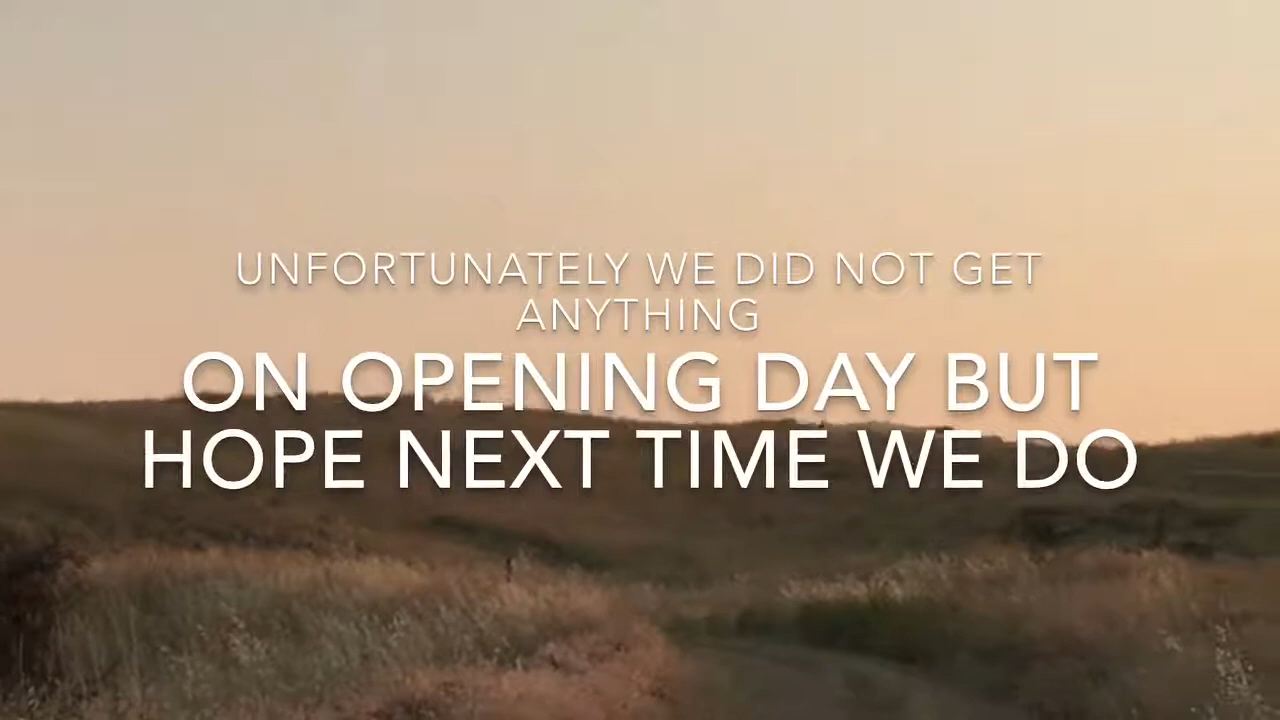 UNFORTUNATELY WE DID NOT GET
ANYTHING
ON OPENING DAY BUT
HOPE NEXT TIME WE DO